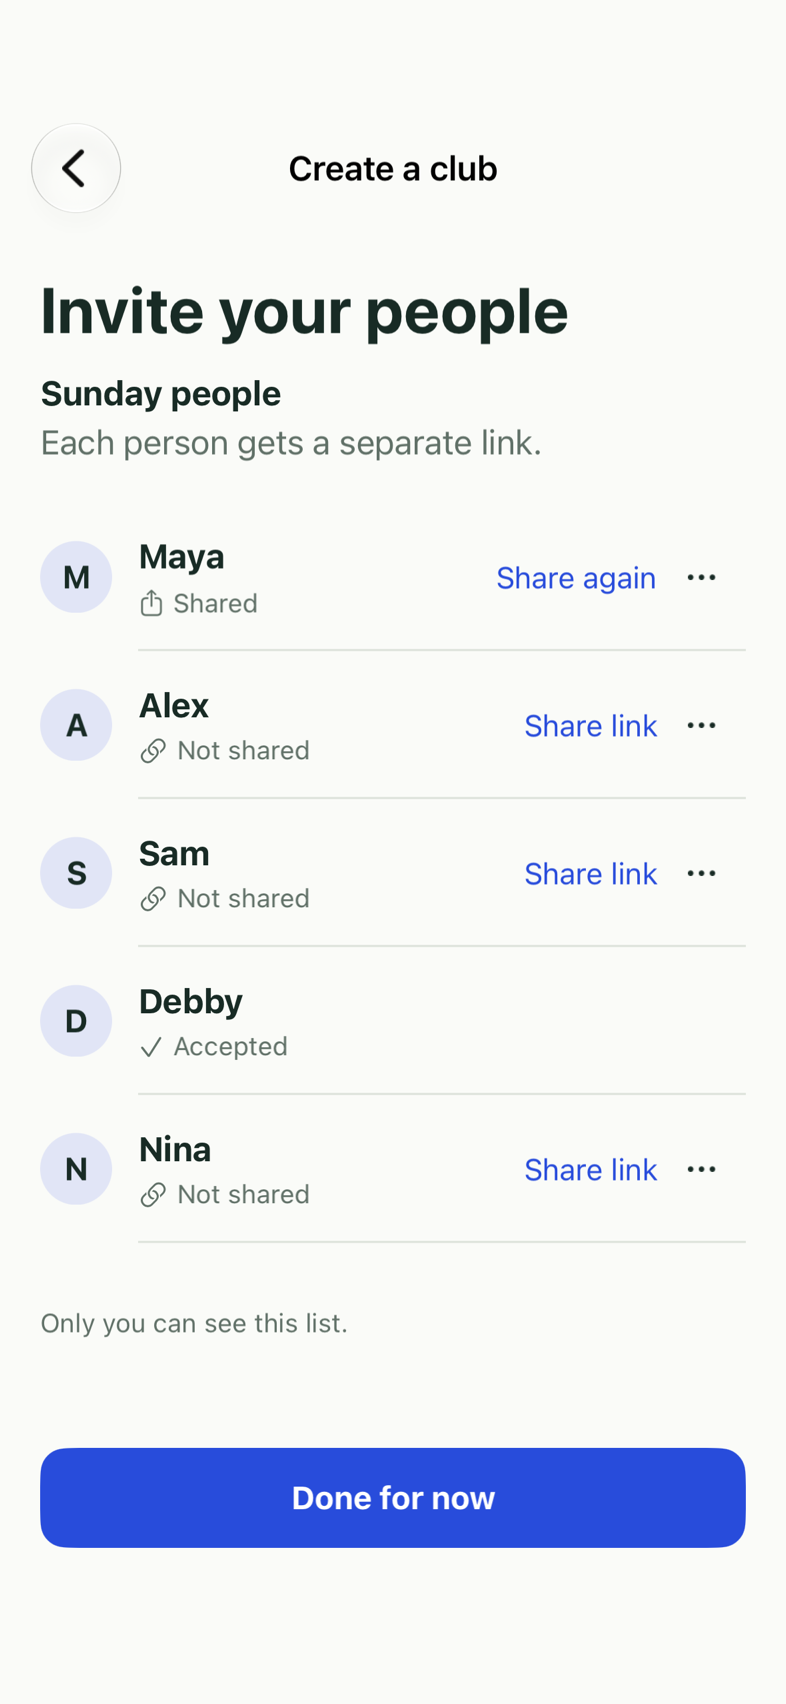 Create a club
Invite your people
Sunday people
Each person gets a separate link.
M
Maya
Shared
Share again
A
Alex
Not shared
Share link
S
Sam
Not shared
Share link
D
Debby
Accepted
N
Nina
Not shared
Share link
Only you can see this list.
Done for now